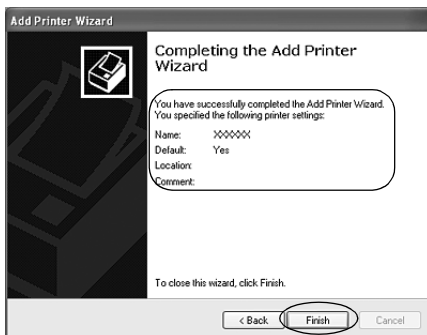 Add Printer Wizard
Completing the Add Printer
Wizard
You have successfully completed the Add Printer Wizard.
You specified the following printer settings:
Name: XXXXXX
Default: Yes
Location:
Comment:
To close this wizard, click Finish.
< Back
Finish
Cancel